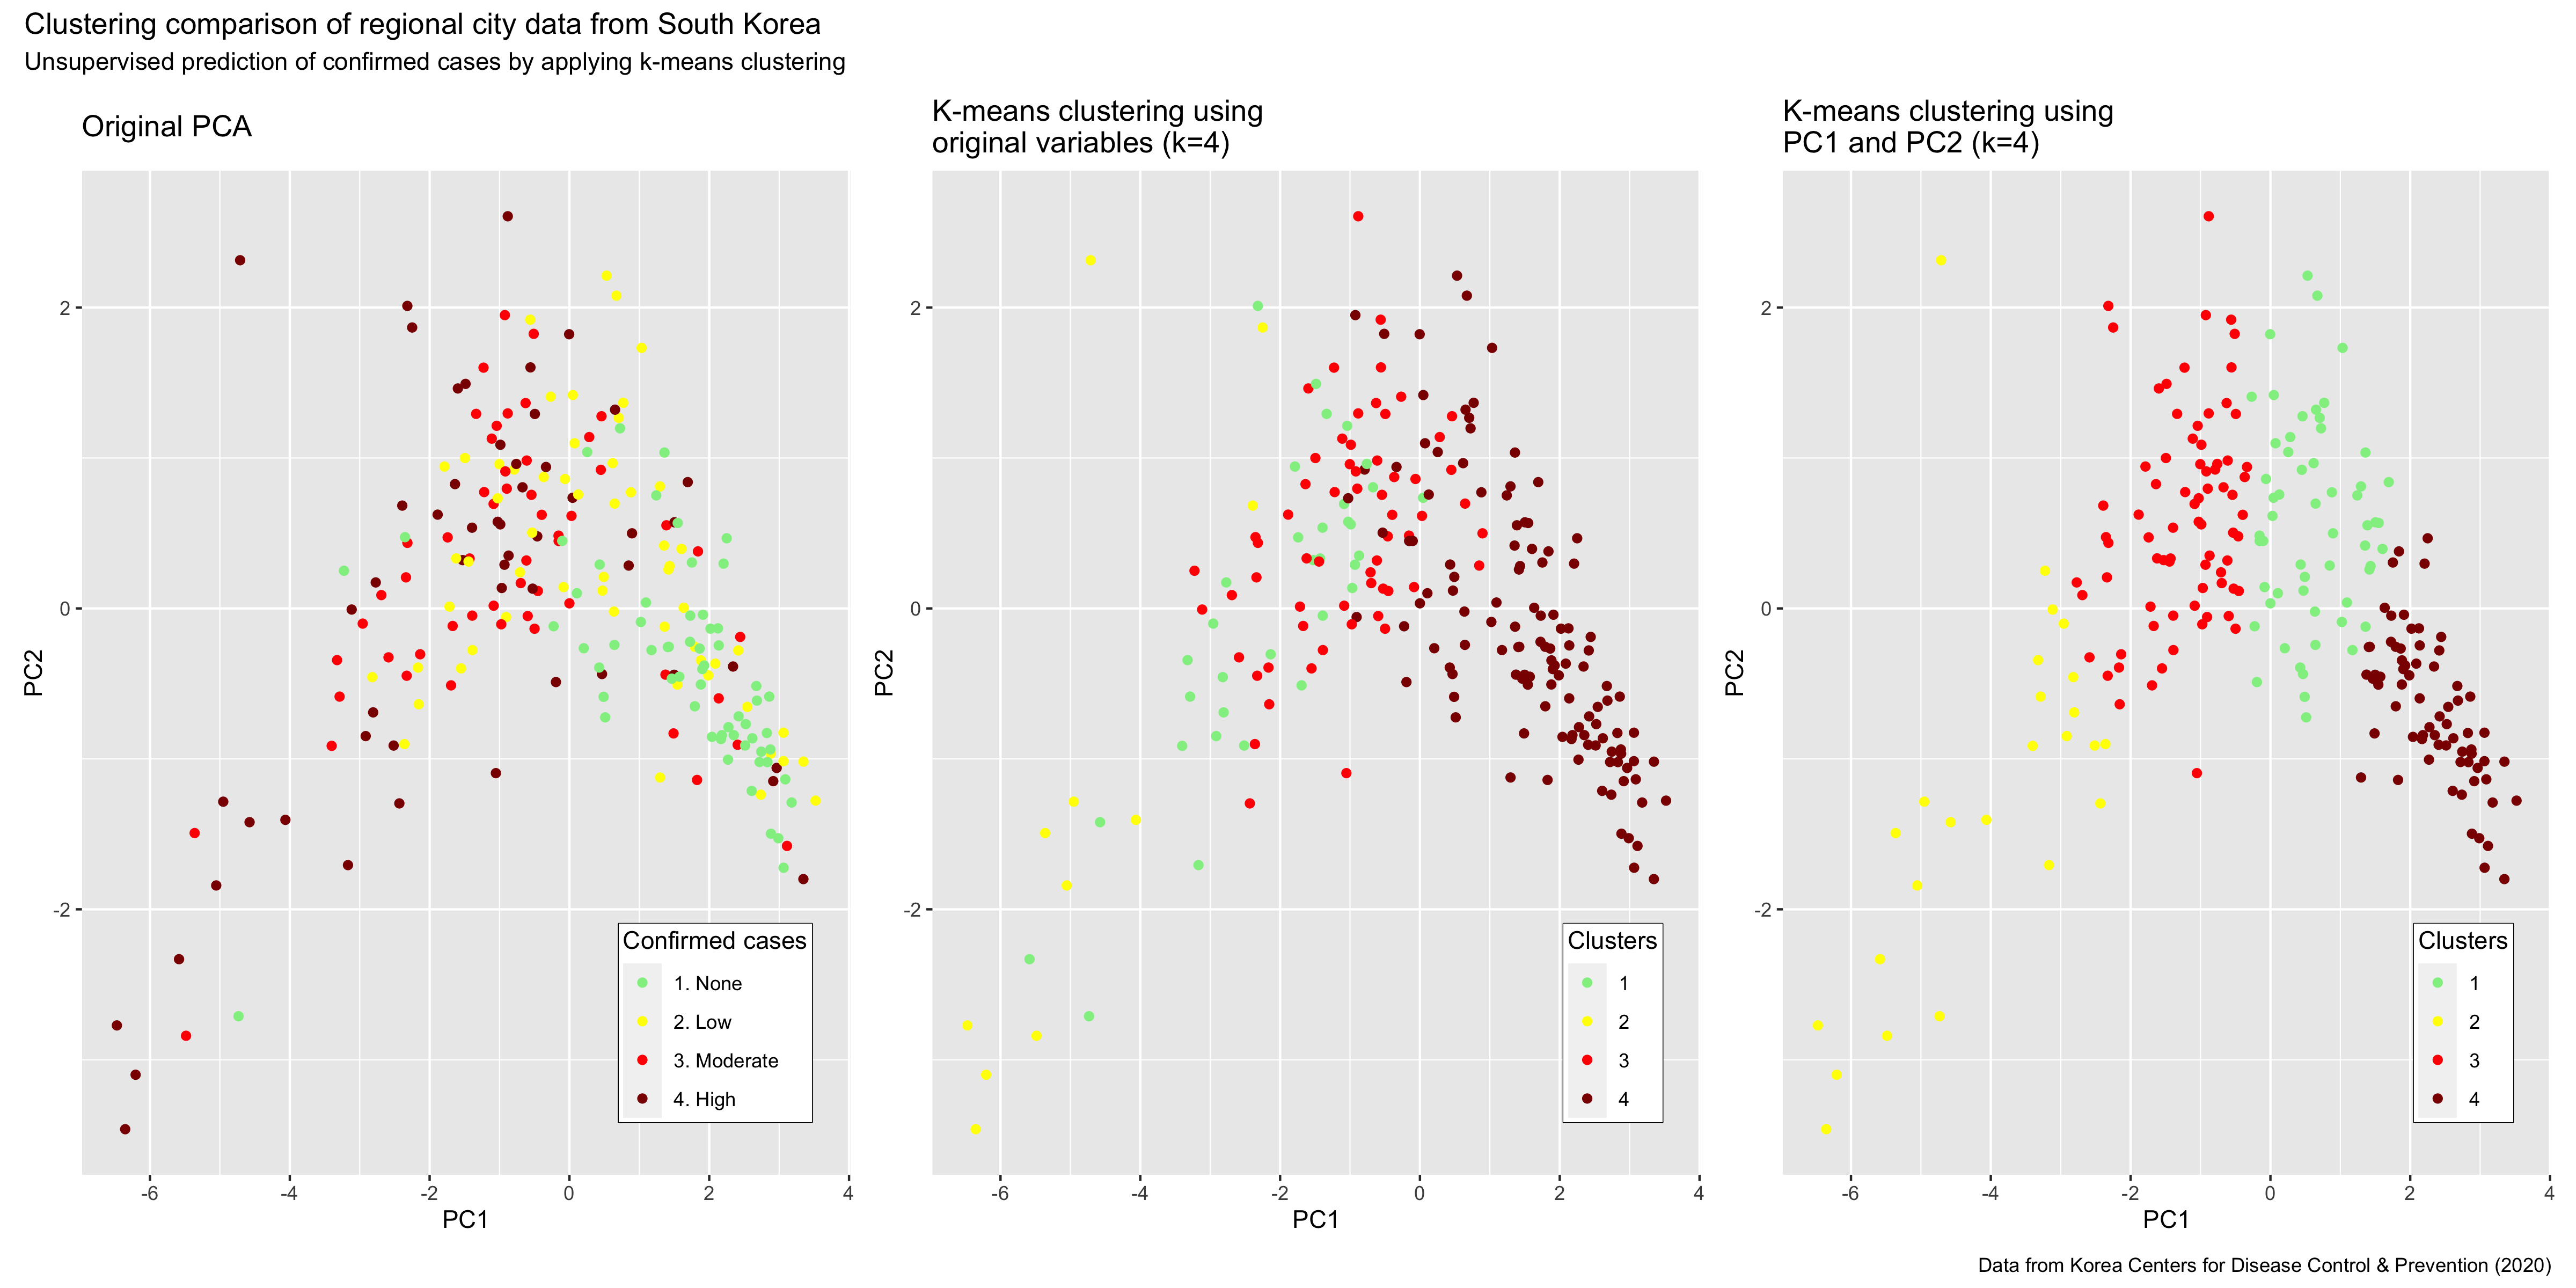 Clustering comparison of regional city data from South Korea
Unsupervised prediction of confirmed cases by applying k-means clustering
Original PCA
PC2
2
0
-2
-6 -4 -2 0 2 4
PC1
Confirmed cases
1. None
2. Low
3. Moderate
4. High
K-means clustering using
original variables (k=4)
PC2
2
0
-2
-6 -4 -2 0 2 4
PC1
Clusters
1
2
3
4
K-means clustering using
PC1 and PC2 (k=4)
PC2
2
0
-2
-6 -4 -2 0 2 4
PC1
Clusters
1
2
3
4
Data from Korea Centers for Disease Control & Prevention (2020)